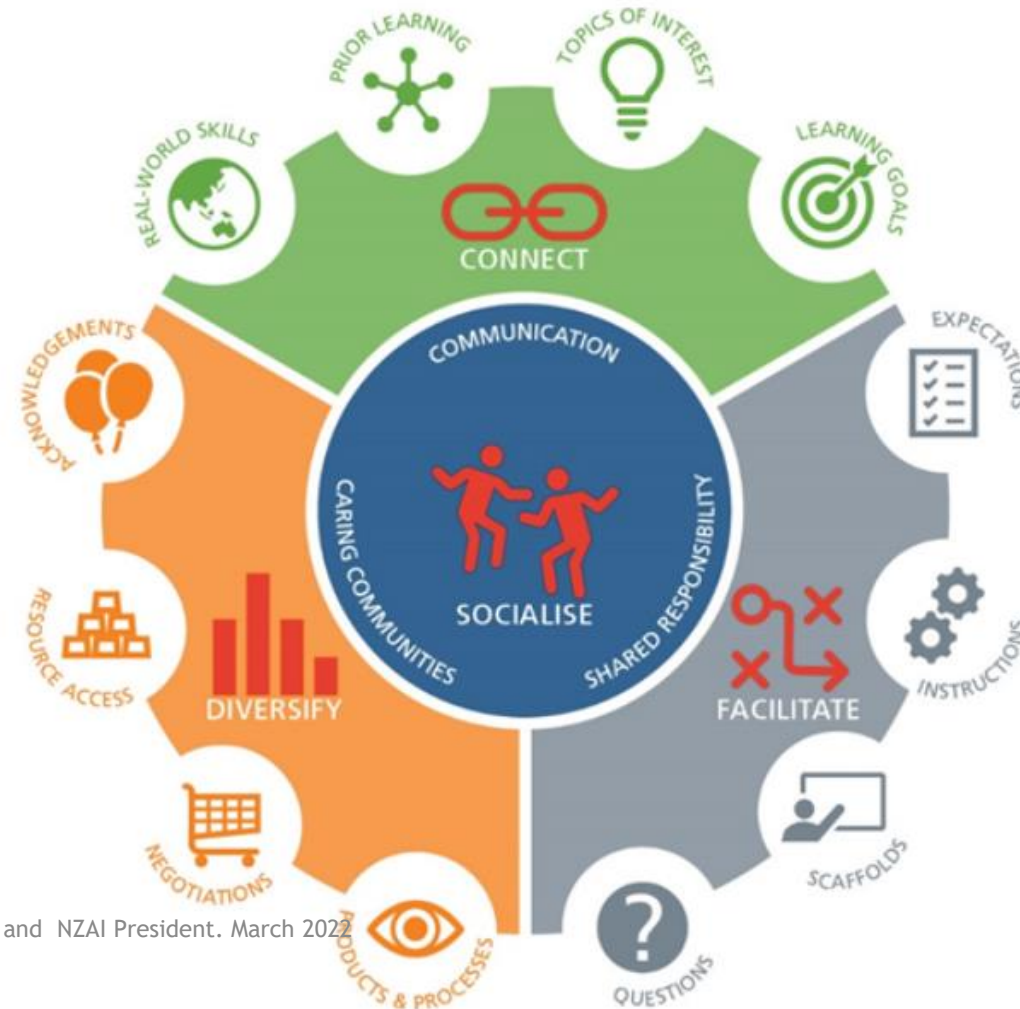 PRIOR LEARNING
TOPICS OF INTEREST
REAL-WORLD SKILLS
LEARNING GOALS
CONNECT
ACKNOWLEDGEMENTS
EXPECTATIONS
COMMUNICATION
CARING COMMUNITIES
SHARED RESPONSIBILITY
SOCIALISE
RESOURCE ACCESS
DIVERSIFY
FACILITATE
INSTRUCTIONS
NEGOTIATIONS
SCAFFOLDS
and NZAI President. March 2022
PRODUCTS & PROCESSES
QUESTIONS